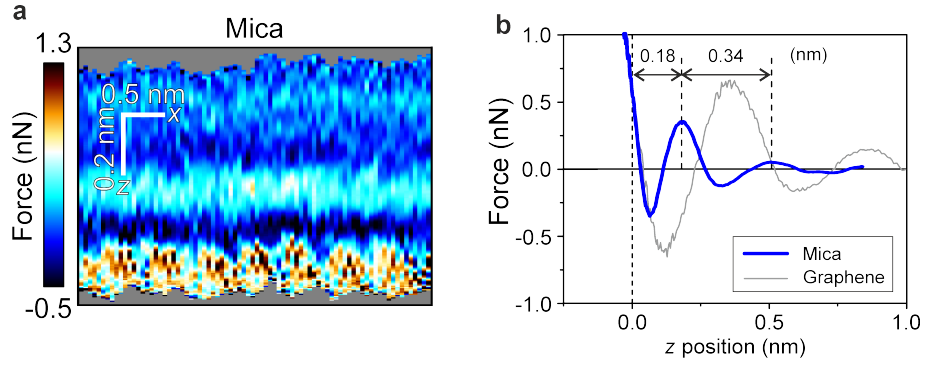 a
Mica
1.3
Force (nN)
-0.5
0.5 nm
x
0.2 nm
z
b
1.0
0.5
0.0
-0.5
-1.0
Force (nN)
0.18
0.34
(nm)
Mica
Graphene
0.0
0.5
1.0
z position (nm)